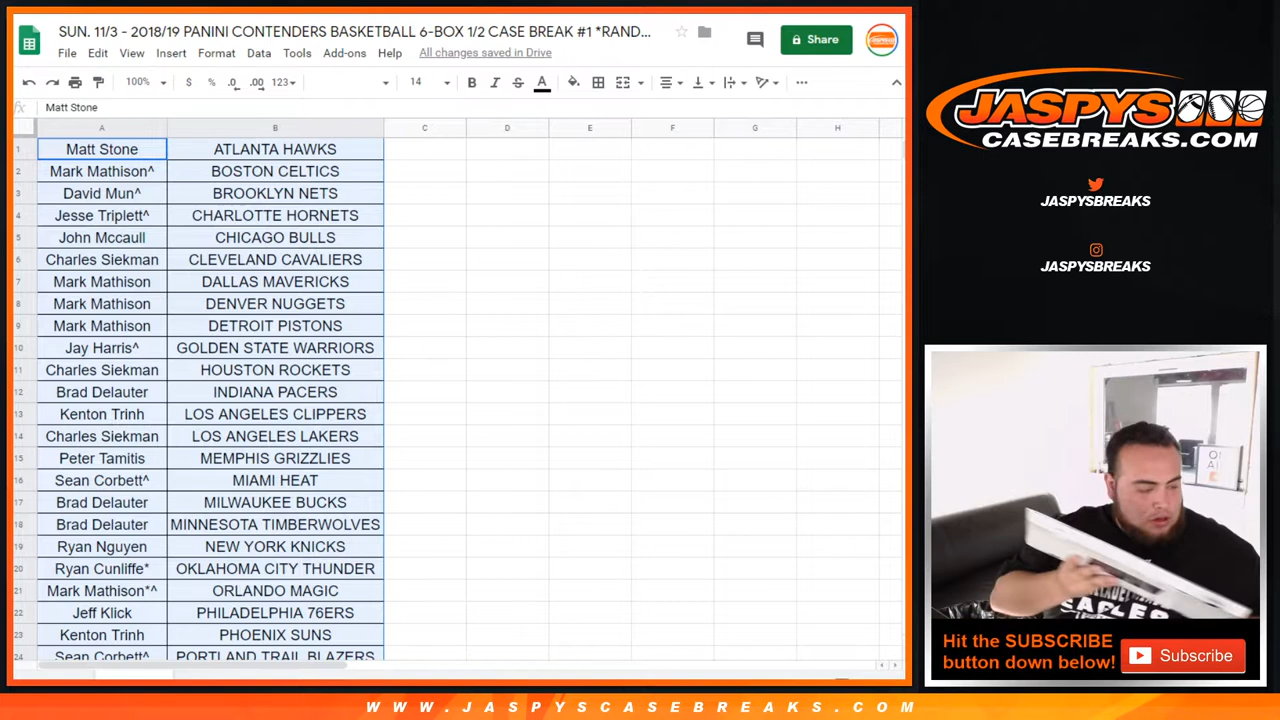 SUN. 11/3 - 2018/19 PANINI CONTENDERS BASKETBALL 6-BOX 1/2 CASE BREAK #1 *RAND...
File Edit View Insert Format Data Tools Add-ons Help All changes saved in Drive
Share
100% $ % .0 .00 123 14 B I S A
fx Matt Stone
A B C D E F G H
1 Matt Stone ATLANTA HAWKS
2 Mark Mathison^ BOSTON CELTICS
3 David Mun^ BROOKLYN NETS
4 Jesse Triplett^ CHARLOTTE HORNETS
5 John Mccaull CHICAGO BULLS
6 Charles Siekman CLEVELAND CAVALIERS
7 Mark Mathison DALLAS MAVERICKS
8 Mark Mathison DENVER NUGGETS
9 Mark Mathison DETROIT PISTONS
10 Jay Harris^ GOLDEN STATE WARRIORS
11 Charles Siekman HOUSTON ROCKETS
12 Brad Delauter INDIANA PACERS
13 Kenton Trinh LOS ANGELES CLIPPERS
14 Charles Siekman LOS ANGELES LAKERS
15 Peter Tamitis MEMPHIS GRIZZLIES
16 Sean Corbett^ MIAMI HEAT
17 Brad Delauter MILWAUKEE BUCKS
18 Brad Delauter MINNESOTA TIMBERWOLVES
19 Ryan Nguyen NEW YORK KNICKS
20 Ryan Cunliffe* OKLAHOMA CITY THUNDER
21 Mark Mathison*^ ORLANDO MAGIC
22 Jeff Klick PHILADELPHIA 76ERS
23 Kenton Trinh PHOENIX SUNS
24 Sean Corbett^ PORTLAND TRAIL BLAZERS
JASPYS
CASEBREAKS.COM
JASPYSBREAKS
JASPYSBREAKS
EAGLES
Hit the SUBSCRIBE
button down below!
Subscribe
WWW.JASPYSCASEBREAKS.COM